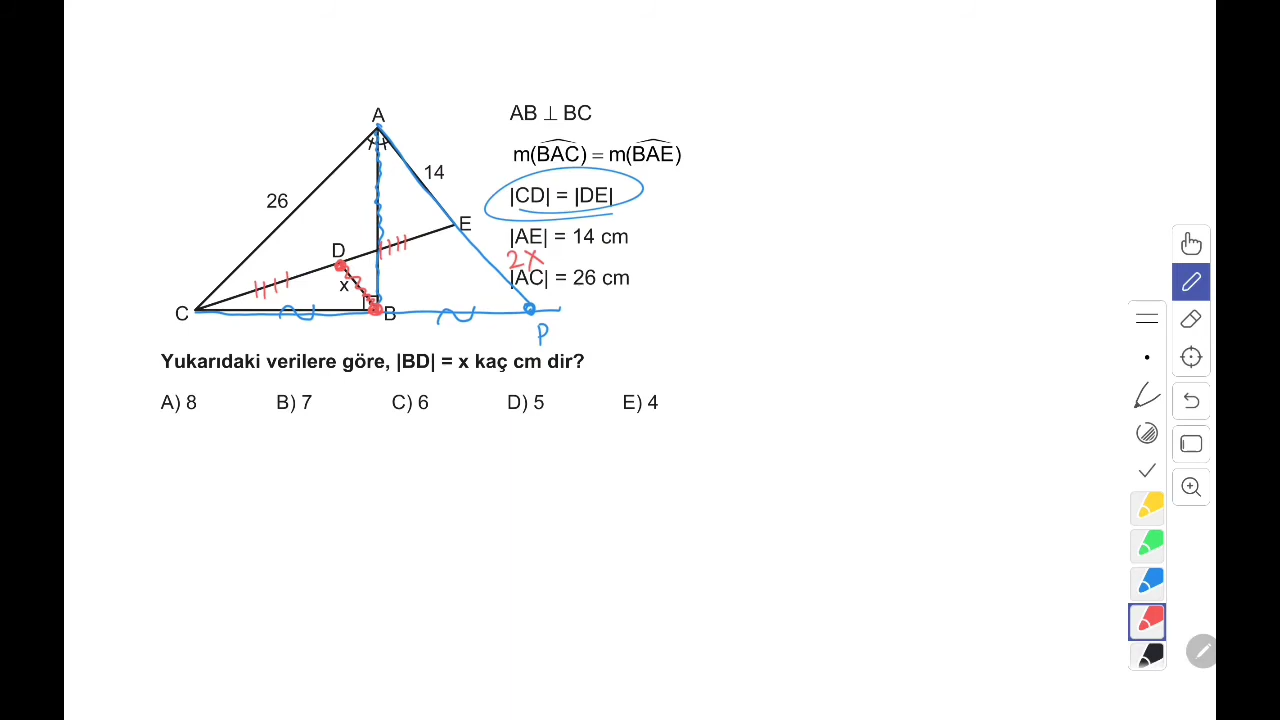 A
AB ⊥ BC
m(BAC) = m(BAE)
14
26
|CD| = |DE|
E
|AE| = 14 cm
D
2x
|AC| = 26 cm
x
C
B
P
Yukarıdaki verilere göre, |BD| = x kaç cm dir?
A) 8 B) 7 C) 6 D) 5 E) 4